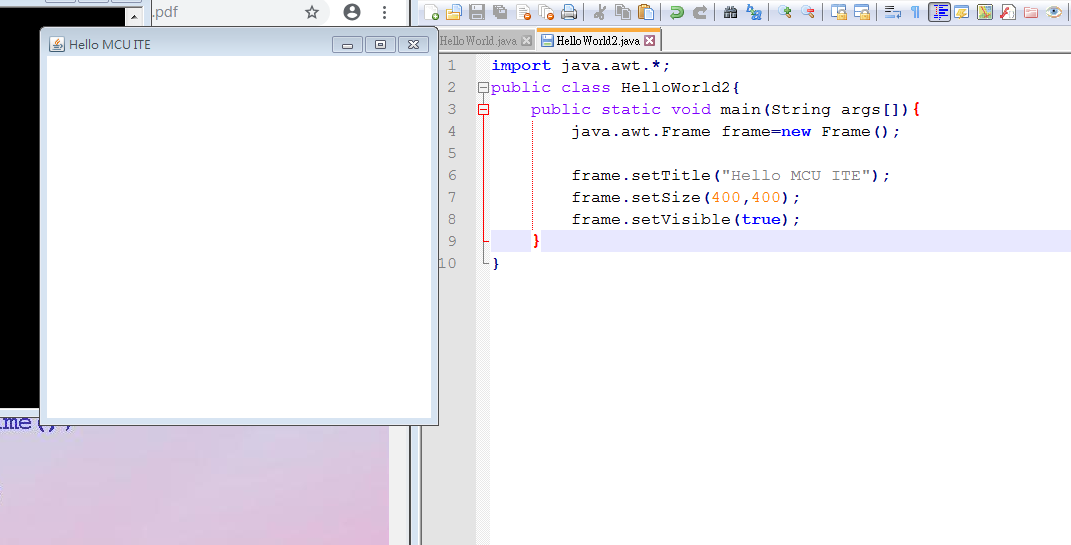 .pdf
Hello MCU ITE
HelloWorld.java
HelloWorld2.java
1 import java.awt.*;
2 public class HelloWorld2{
3 public static void main(String args[]){
4 java.awt.Frame frame=new Frame();
5
6 frame.setTitle("Hello MCU ITE");
7 frame.setSize(400,400);
8 frame.setVisible(true);
9 }
10 }
me();